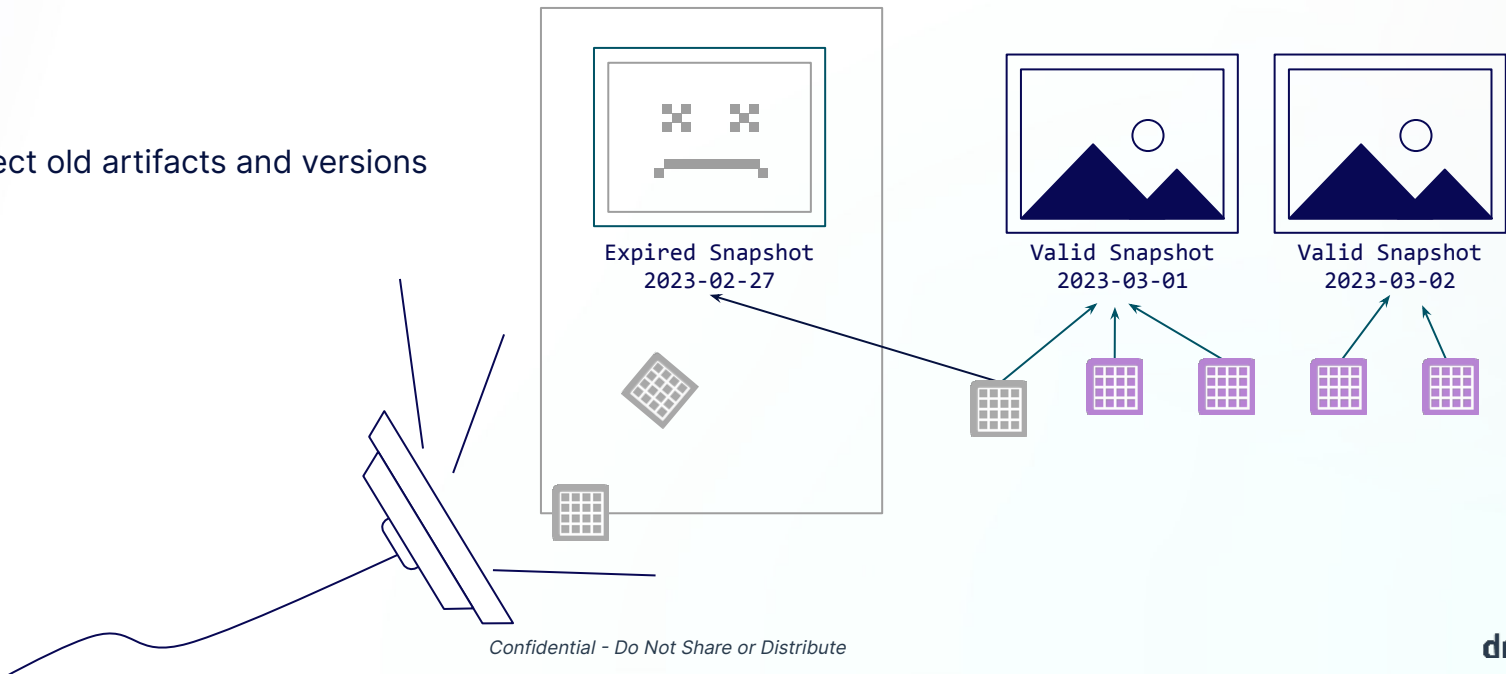 ect old artifacts and versions
Expired Snapshot
2023-02-27
Valid Snapshot
2023-03-01
Valid Snapshot
2023-03-02
Confidential - Do Not Share or Distribute